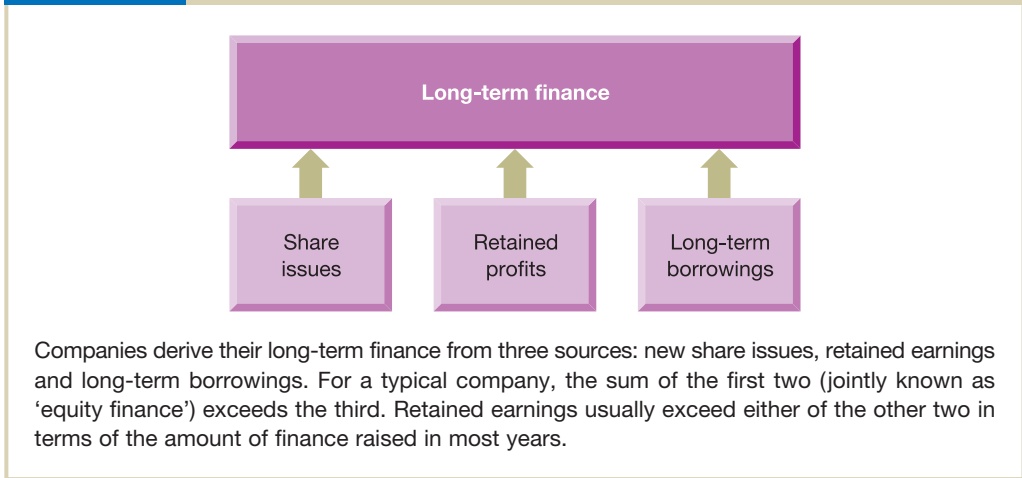 Long-term finance
Share
issues
Retained
profits
Long-term
borrowings
Companies derive their long-term finance from three sources: new share issues, retained earnings
and long-term borrowings. For a typical company, the sum of the first two (jointly known as
‘equity finance’) exceeds the third. Retained earnings usually exceed either of the other two in
terms of the amount of finance raised in most years.